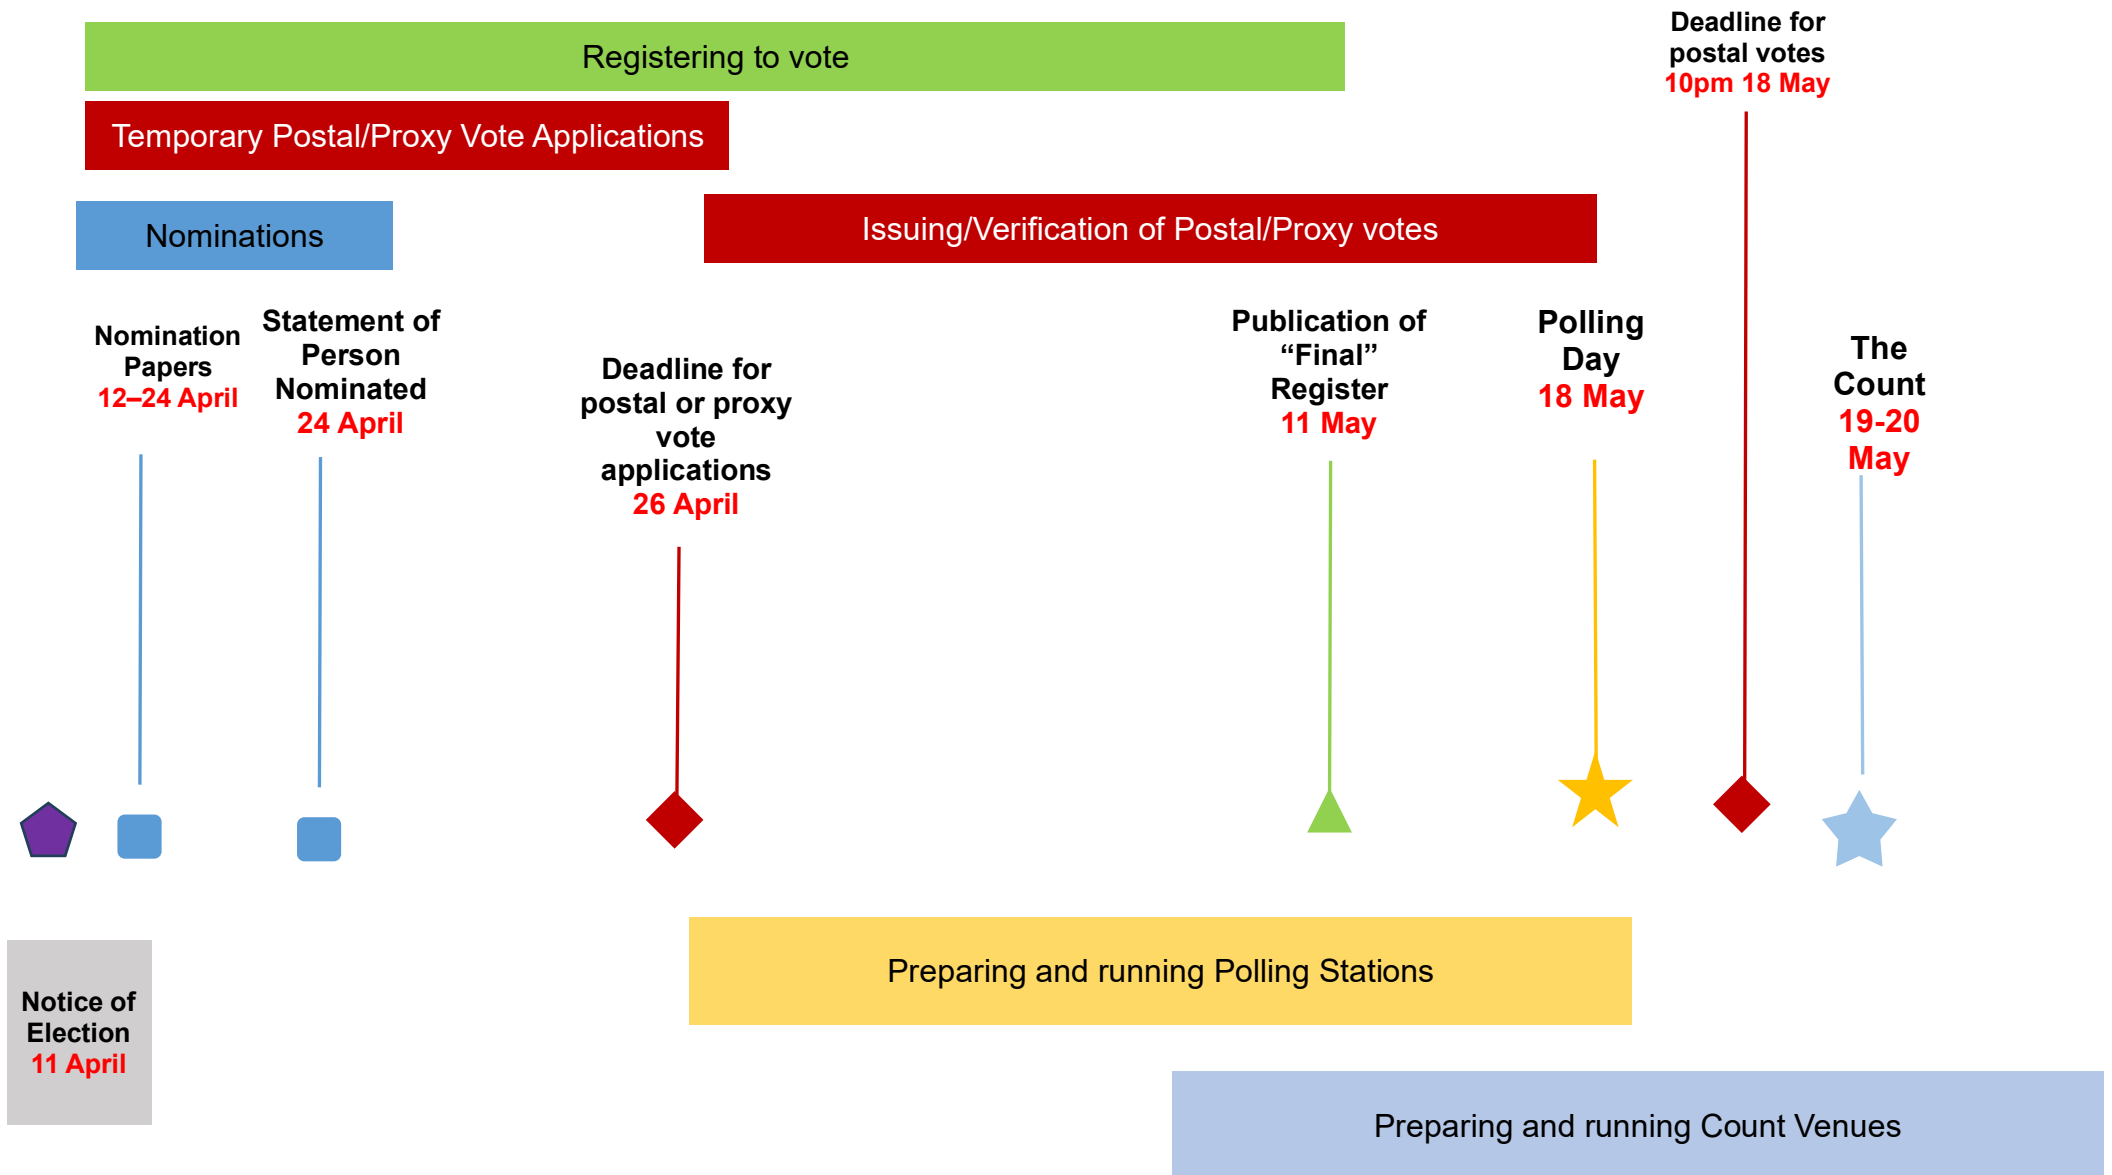 Deadline for
postal votes
10pm 18 May
Registering to vote
Temporary Postal/Proxy Vote Applications
Nominations
Issuing/Verification of Postal/Proxy votes
Nomination
Papers
12–24 April
Statement of
Person
Nominated
24 April
Deadline for
postal or proxy
vote
applications
26 April
Publication of
“Final”
Register
11 May
Polling
Day
18 May
The
Count
19-20
May
Preparing and running Polling Stations
Notice of
Election
11 April
Preparing and running Count Venues